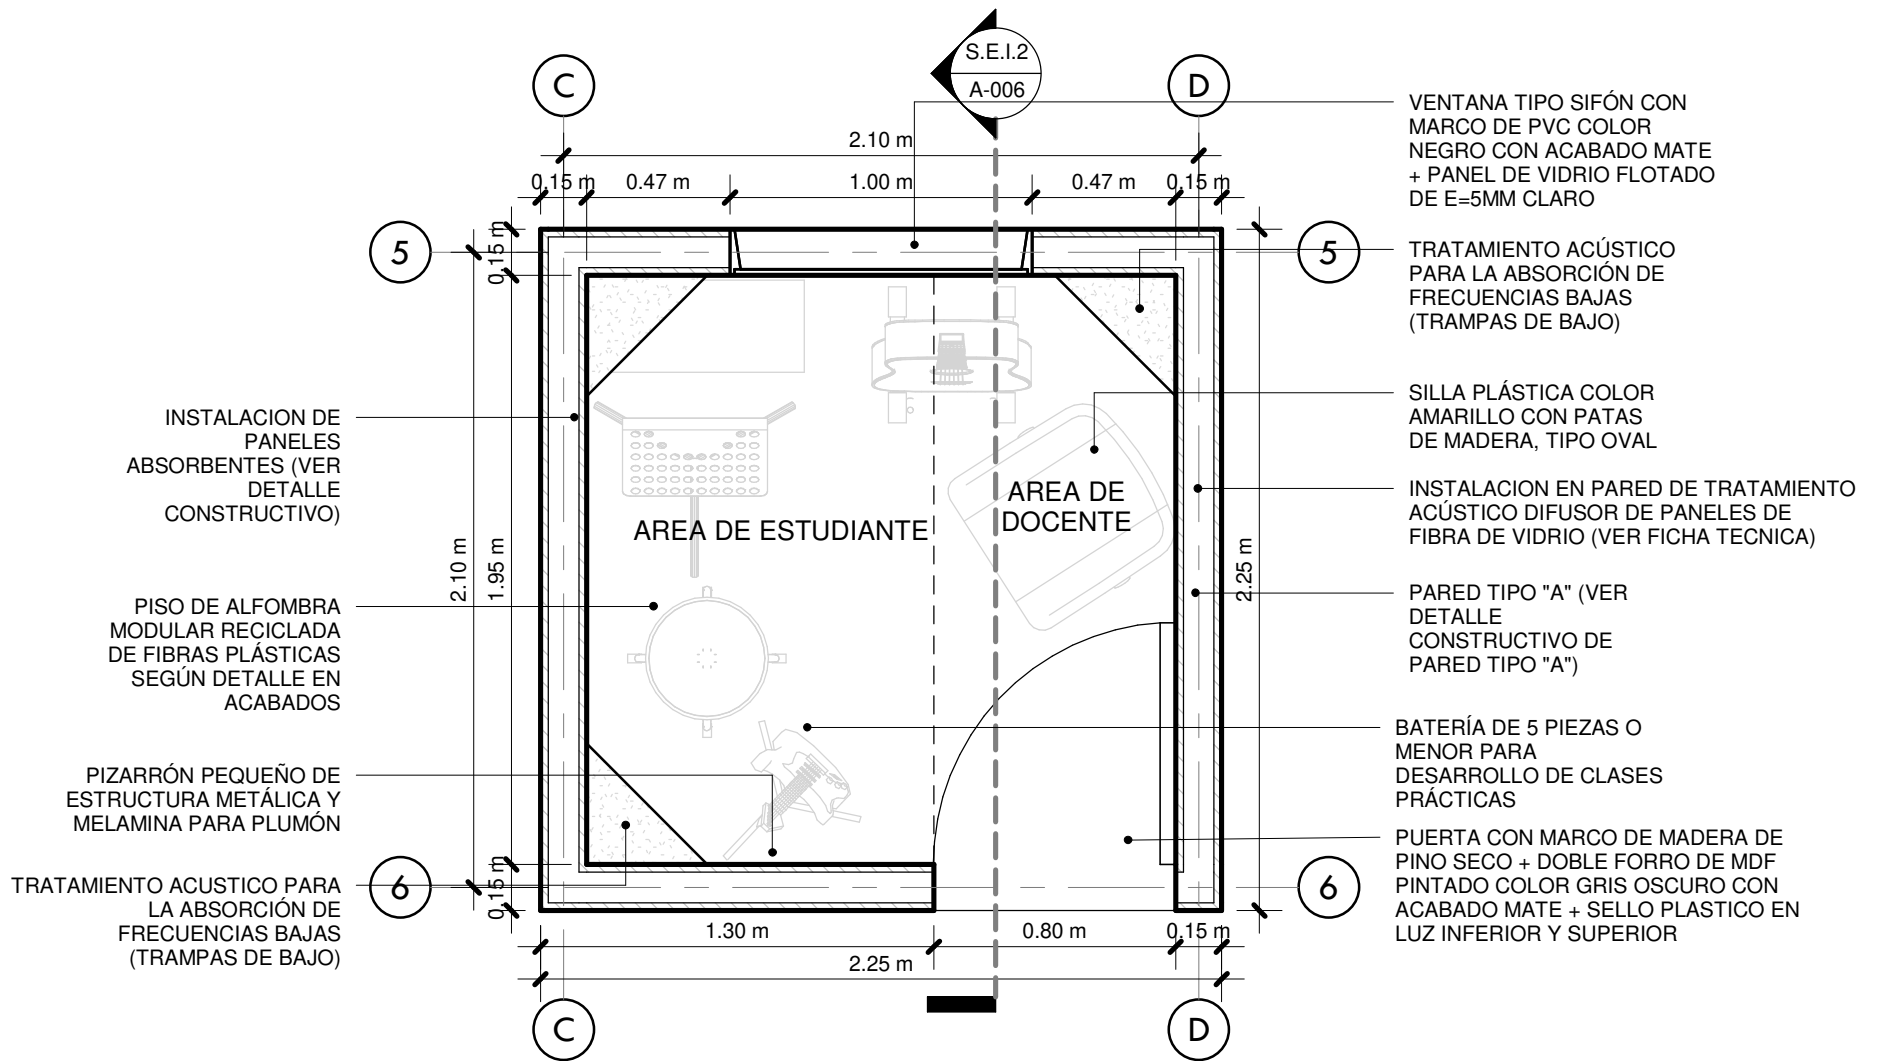 S.E.I.2
A-006
C
D
2.10 m
0.15 m
0.47 m
1.00 m
0.47 m
0.15 m
5
5
0.15 m
VENTANA TIPO SIFÓN CON
MARCO DE PVC COLOR
NEGRO CON ACABADO MATE
+ PANEL DE VIDRIO FLOTADO
DE E=5MM CLARO
TRATAMIENTO ACÚSTICO
PARA LA ABSORCIÓN DE
FRECUENCIAS BAJAS
(TRAMPAS DE BAJO)
SILLA PLÁSTICA COLOR
AMARILLO CON PATAS
DE MADERA, TIPO OVAL
INSTALACION EN PARED DE TRATAMIENTO
ACÚSTICO DIFUSOR DE PANELES DE
FIBRA DE VIDRIO (VER FICHA TECNICA)
PARED TIPO "A" (VER
DETALLE
CONSTRUCTIVO DE
PARED TIPO "A")
BATERÍA DE 5 PIEZAS O
MENOR PARA
DESARROLLO DE CLASES
PRÁCTICAS
PUERTA CON MARCO DE MADERA DE
PINO SECO + DOBLE FORRO DE MDF
PINTADO COLOR GRIS OSCURO CON
ACABADO MATE + SELLO PLASTICO EN
LUZ INFERIOR Y SUPERIOR
INSTALACION DE
PANELES
ABSORBENTES (VER
DETALLE
CONSTRUCTIVO)
PISO DE ALFOMBRA
MODULAR RECICLADA
DE FIBRAS PLÁSTICAS
SEGÚN DETALLE EN
ACABADOS
PIZARRÓN PEQUEÑO DE
ESTRUCTURA METÁLICA Y
MELAMINA PARA PLUMÓN
TRATAMIENTO ACUSTICO PARA
LA ABSORCIÓN DE
FRECUENCIAS BAJAS
(TRAMPAS DE BAJO)
2.10 m
1.95 m
2.25 m
AREA DE ESTUDIANTE
AREA DE
DOCENTE
0.15 m
6
6
1.30 m
0.80 m
0.15 m
2.25 m
C
D